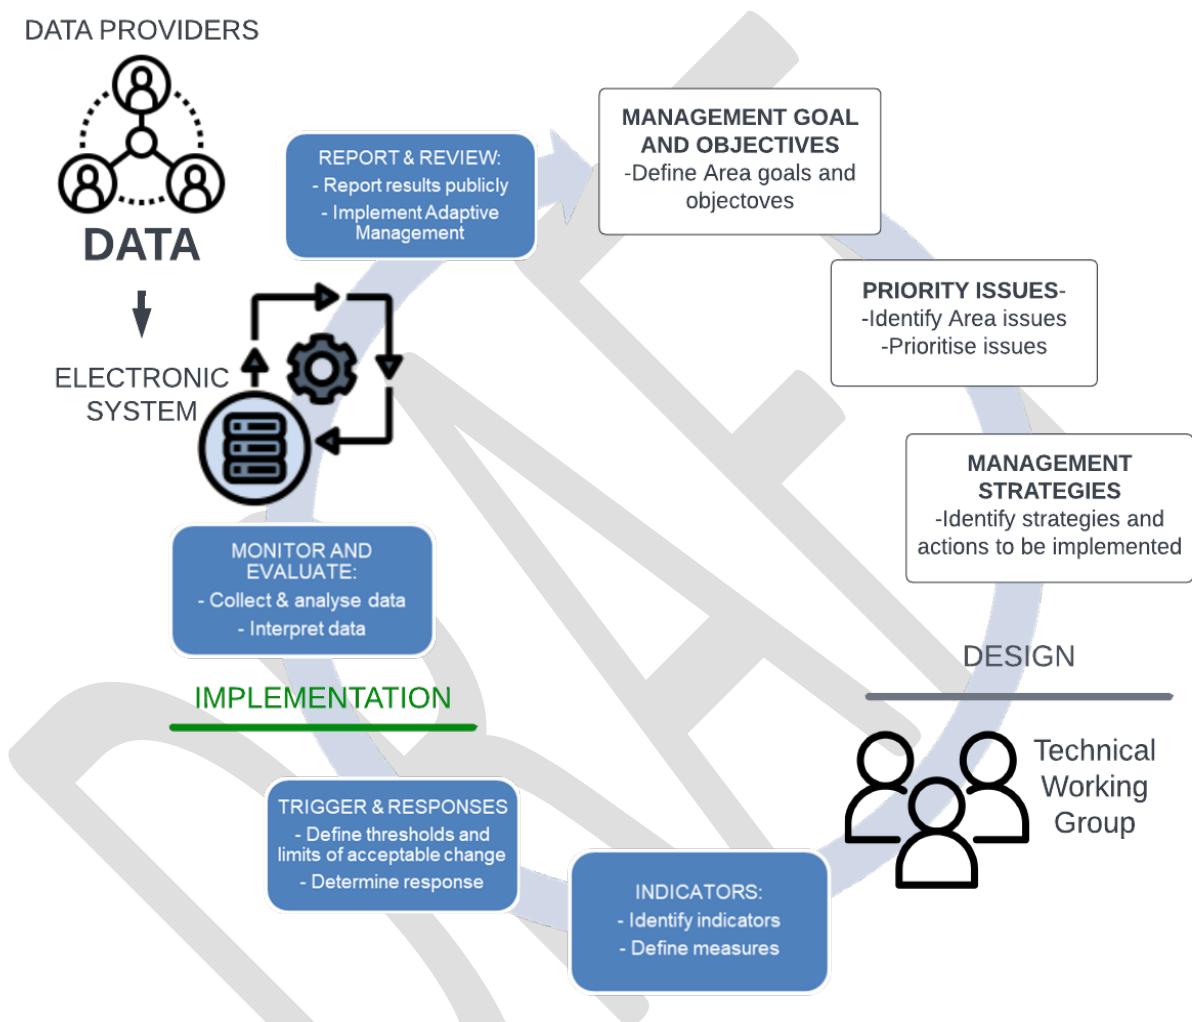 DATA PROVIDERS
DATA
ELECTRONIC
SYSTEM
REPORT & REVIEW:
- Report results publicly
- Implement Adaptive
Management
MANAGEMENT GOAL
AND OBJECTIVES
-Define Area goals and
objectoves
PRIORITY ISSUES-
-Identify Area issues
-Prioritise issues
MANAGEMENT
STRATEGIES
-Identify strategies and
actions to be implemented
DESIGN
Technical
Working
Group
INDICATORS:
- Identify indicators
- Define measures
TRIGGER & RESPONSES
- Define thresholds and
limits of acceptable change
- Determine response
IMPLEMENTATION
MONITOR AND
EVALUATE:
- Collect & analyse data
- Interpret data
DRAFT